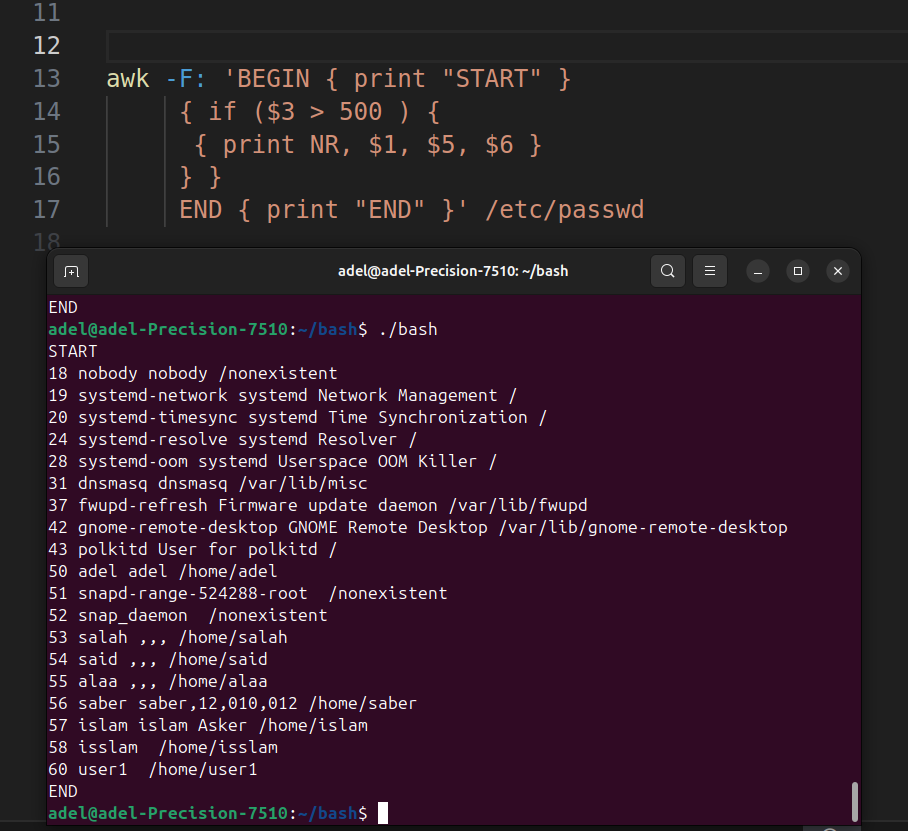 11
12
13 awk -F: 'BEGIN { print "START" }
14 { if ($3 > 500 ) {
15 { print NR, $1, $5, $6 }
16 } }
17 END { print "END" }' /etc/passwd
18
adel@adel-Precision-7510: ~/bash
END
adel@adel-Precision-7510:~/bash$ ./bash
START
18 nobody nobody /nonexistent
19 systemd-network systemd Network Management /
20 systemd-timesync systemd Time Synchronization /
24 systemd-resolve systemd Resolver /
28 systemd-oom systemd Userspace OOM Killer /
31 dnsmasq dnsmasq /var/lib/misc
37 fwupd-refresh Firmware update daemon /var/lib/fwupd
42 gnome-remote-desktop GNOME Remote Desktop /var/lib/gnome-remote-desktop
43 polkitd User for polkitd /
50 adel adel /home/adel
51 snapd-range-524288-root  /nonexistent
52 snap_daemon  /nonexistent
53 salah ,,, /home/salah
54 said ,,, /home/said
55 alaa ,,, /home/alaa
56 saber saber,12,010,012 /home/saber
57 islam islam Asker /home/islam
58 isslam  /home/isslam
60 user1  /home/user1
END
adel@adel-Precision-7510:~/bash$